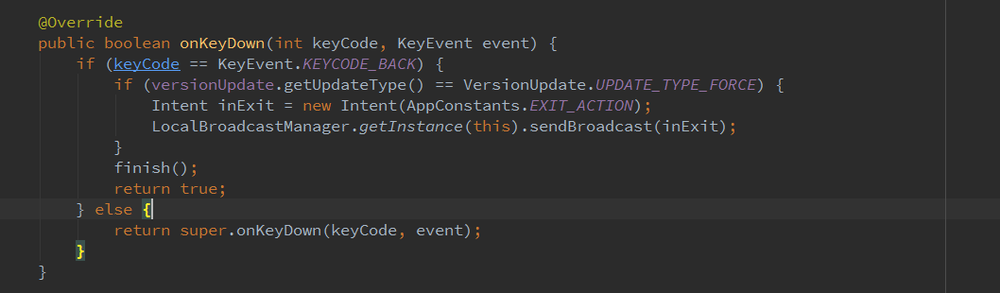 @Override
public boolean onKeyDown(int keyCode, KeyEvent event) {
if (keyCode == KeyEvent.KEYCODE_BACK) {
if (versionUpdate.getUpdateType() == VersionUpdate.UPDATE_TYPE_FORCE) {
Intent inExit = new Intent(AppConstants.EXIT_ACTION);
LocalBroadcastManager.getInstance(this).sendBroadcast(inExit);
}
finish();
return true;
} else {
return super.onKeyDown(keyCode, event);
}
}